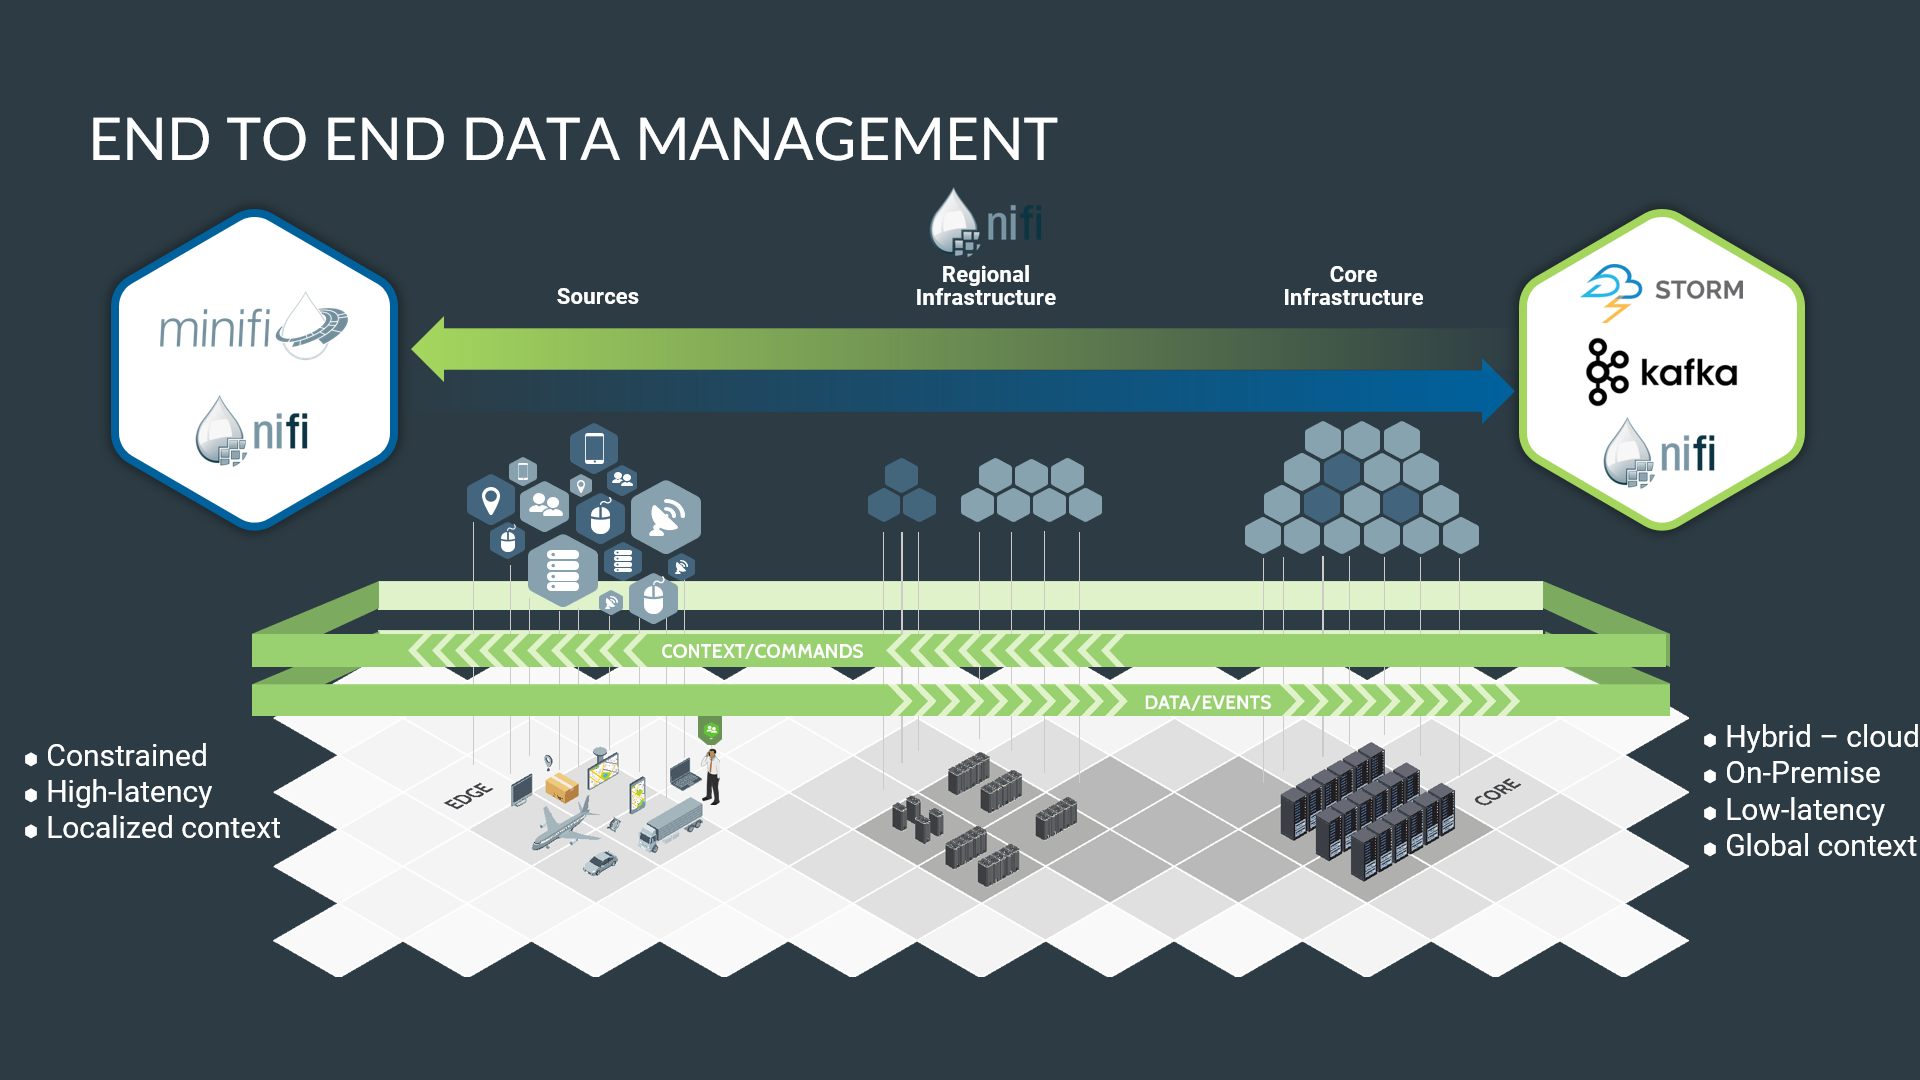 END TO END DATA MANAGEMENT
nifi
Sources
Regional
Infrastructure
Core
Infrastructure
minifi
nifi
STORM
kafka
nifi
CONTEXT/COMMANDS
DATA/EVENTS
EDGE
CORE
Constrained
High-latency
Localized context
Hybrid – cloud
On-Premise
Low-latency
Global context